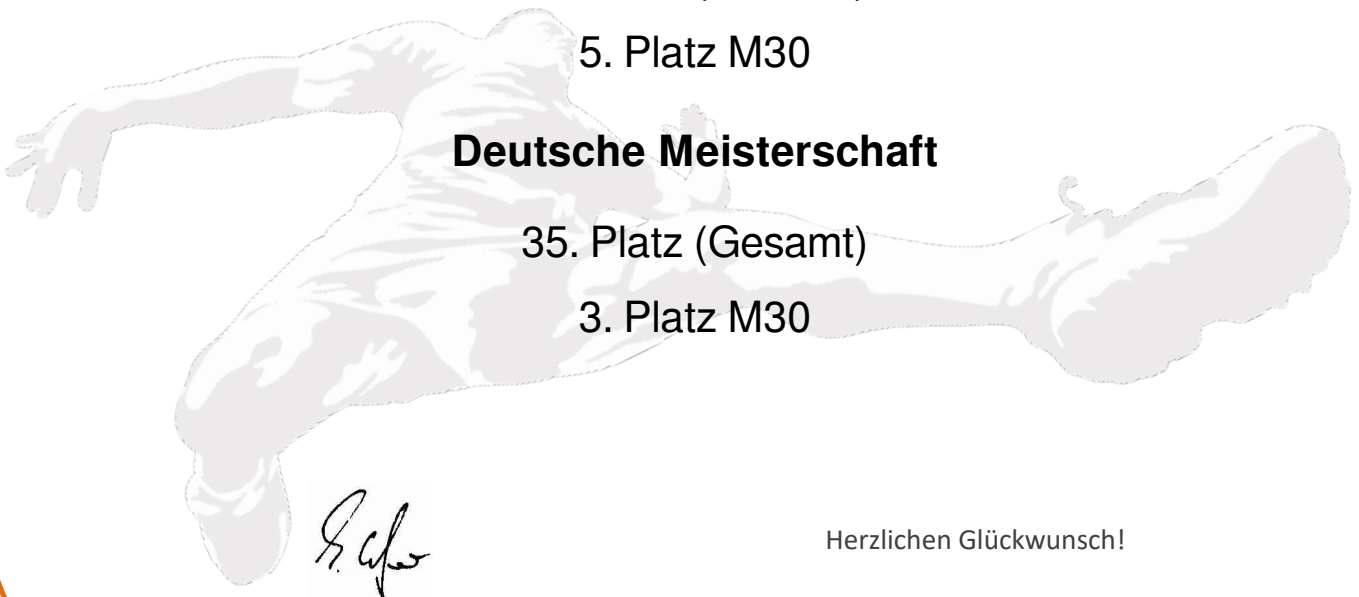 5. Platz M30
Deutsche Meisterschaft
35. Platz (Gesamt)
3. Platz M30
Herzlichen Glückwunsch!